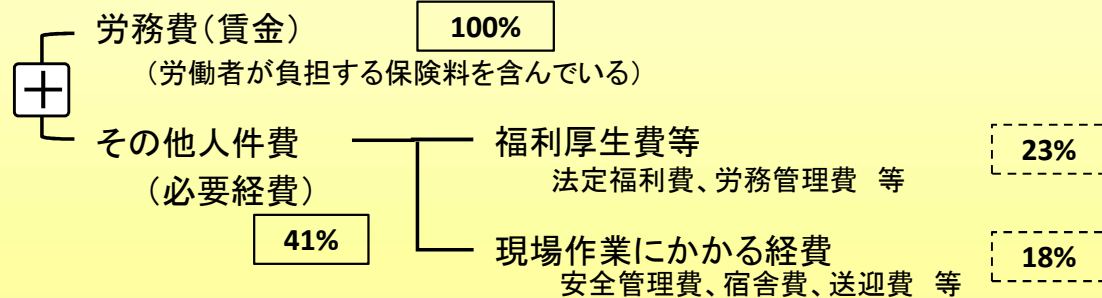 労務費（賃金） 100%
（労働者が負担する保険料を含んでいる）
＋
その他人件費 福利厚生費等 23%
（必要経費） 法定福利費、労務管理費 等
41% 現場作業にかかる経費 18%
安全管理費、宿舎費、送迎費 等